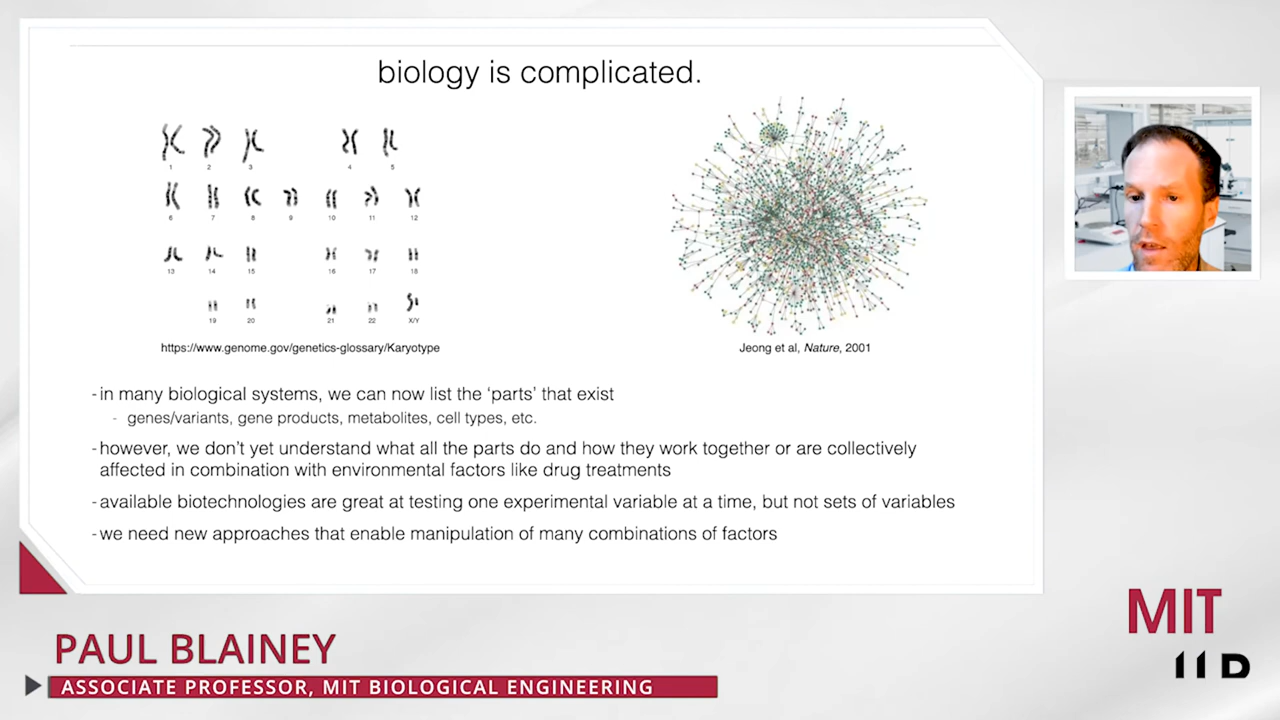 biology is complicated.
1 2 3 4 5
6 7 8 9 10 11 12
13 14 15 16 17 18
19 20 21 22 X/Y
https://www.genome.gov/genetics-glossary/Karyotype
Jeong et al, Nature, 2001
- in many biological systems, we can now list the ‘parts’ that exist
- genes/variants, gene products, metabolites, cell types, etc.
- however, we don’t yet understand what all the parts do and how they work together or are collectively
affected in combination with environmental factors like drug treatments
- available biotechnologies are great at testing one experimental variable at a time, but not sets of variables
- we need new approaches that enable manipulation of many combinations of factors
PAUL BLAINEY
ASSOCIATE PROFESSOR, MIT BIOLOGICAL ENGINEERING
MIT